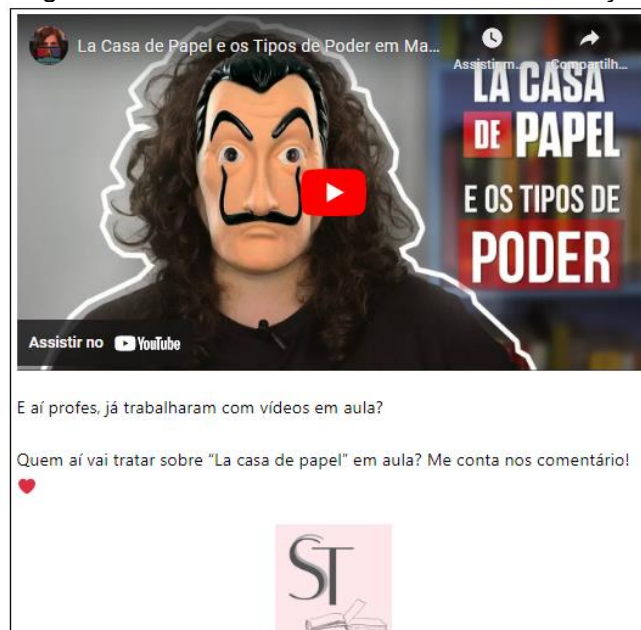 La Casa de Papel e os Tipos de Poder em Ma...
Assistir m...
Compartilh...
LA CASA
DE PAPEL
E OS TIPOS DE
PODER
Assistir no YouTube
E aí profes, já trabalharam com vídeos em aula?
Quem aí vai tratar sobre “La casa de papel” em aula? Me conta nos comentário!
ST